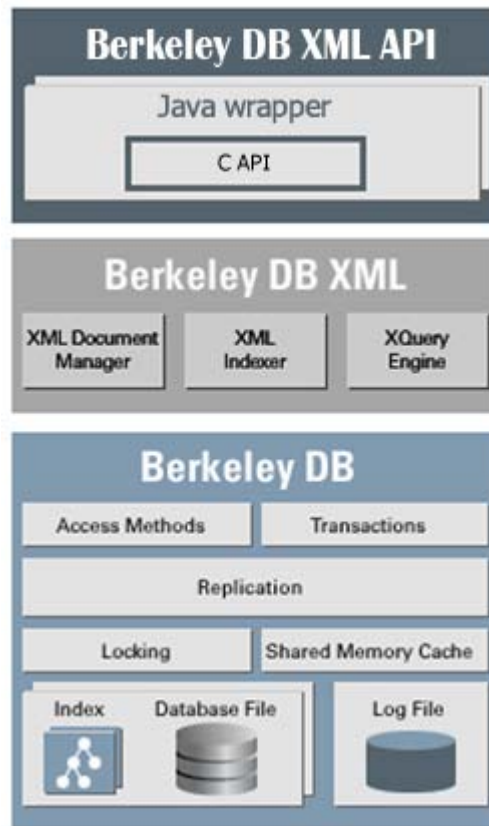 Berkeley DB XML API
Java wrapper
C API
Berkeley DB XML
XML Document
Manager
XML
Indexer
XQuery
Engine
Berkeley DB
Access Methods
Transactions
Replication
Locking
Shared Memory Cache
Index
Database File
Log File